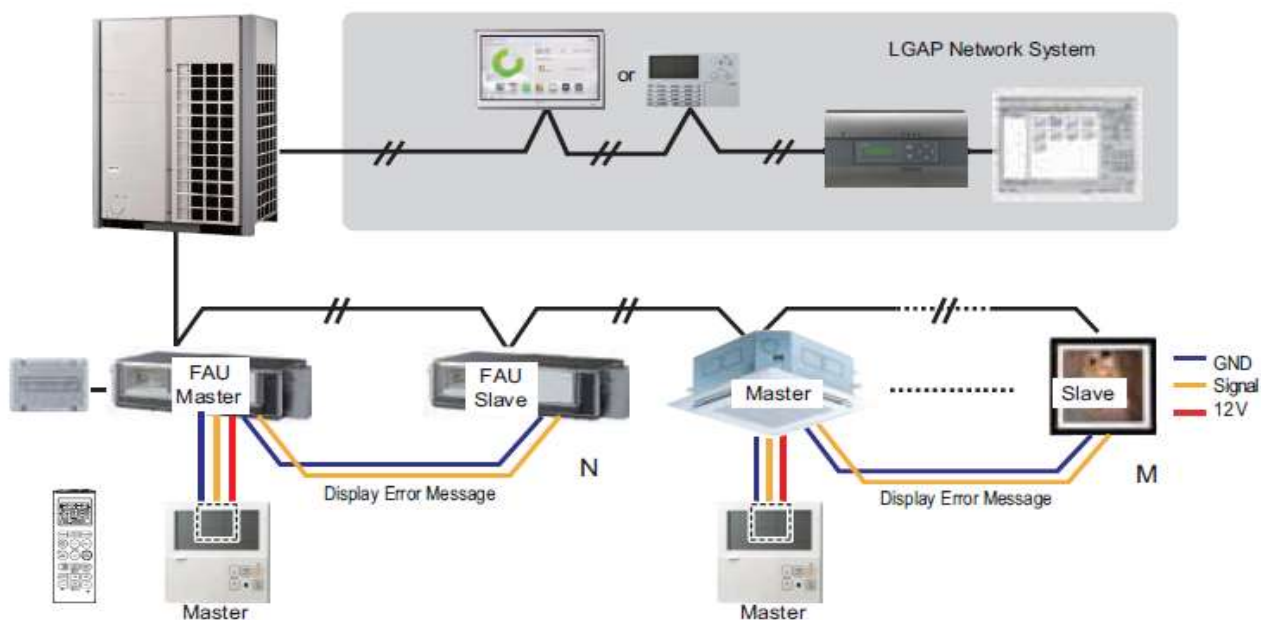 LGAP Network System
or
FAU
Master
FAU
Slave
Master
Slave
GND
Signal
12V
N
M
Display Error Message
Display Error Message
Master
Master